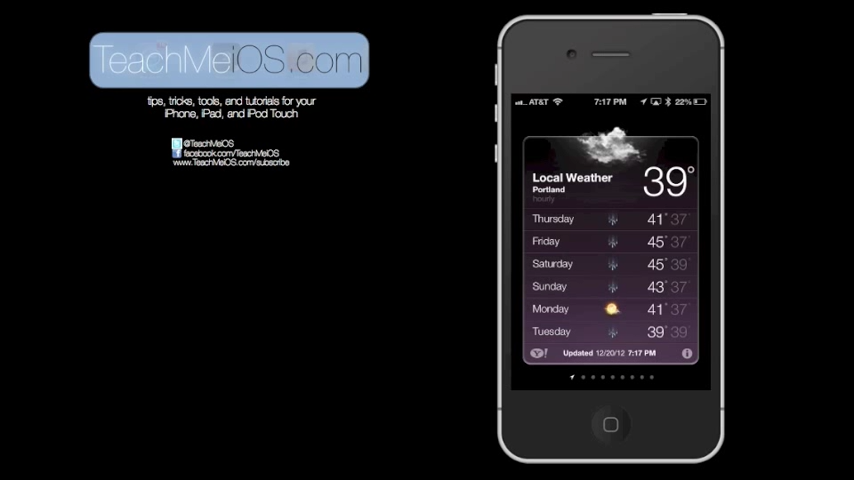 TeachMeiOS.com
tips, tricks, tools, and tutorials for your
iPhone, iPad, and iPod Touch
@TeachMeiOS
facebook.com/TeachMeiOS
www.TeachMeiOS.com/subscribe
AT&T 7:17 PM 22%
Local Weather
Portland
hourly
39°
Thursday 41° 37°
Friday 45° 37°
Saturday 45° 39°
Sunday 43° 37°
Monday 41° 37°
Tuesday 39° 39°
Y! Updated 12/20/12 7:17 PM i